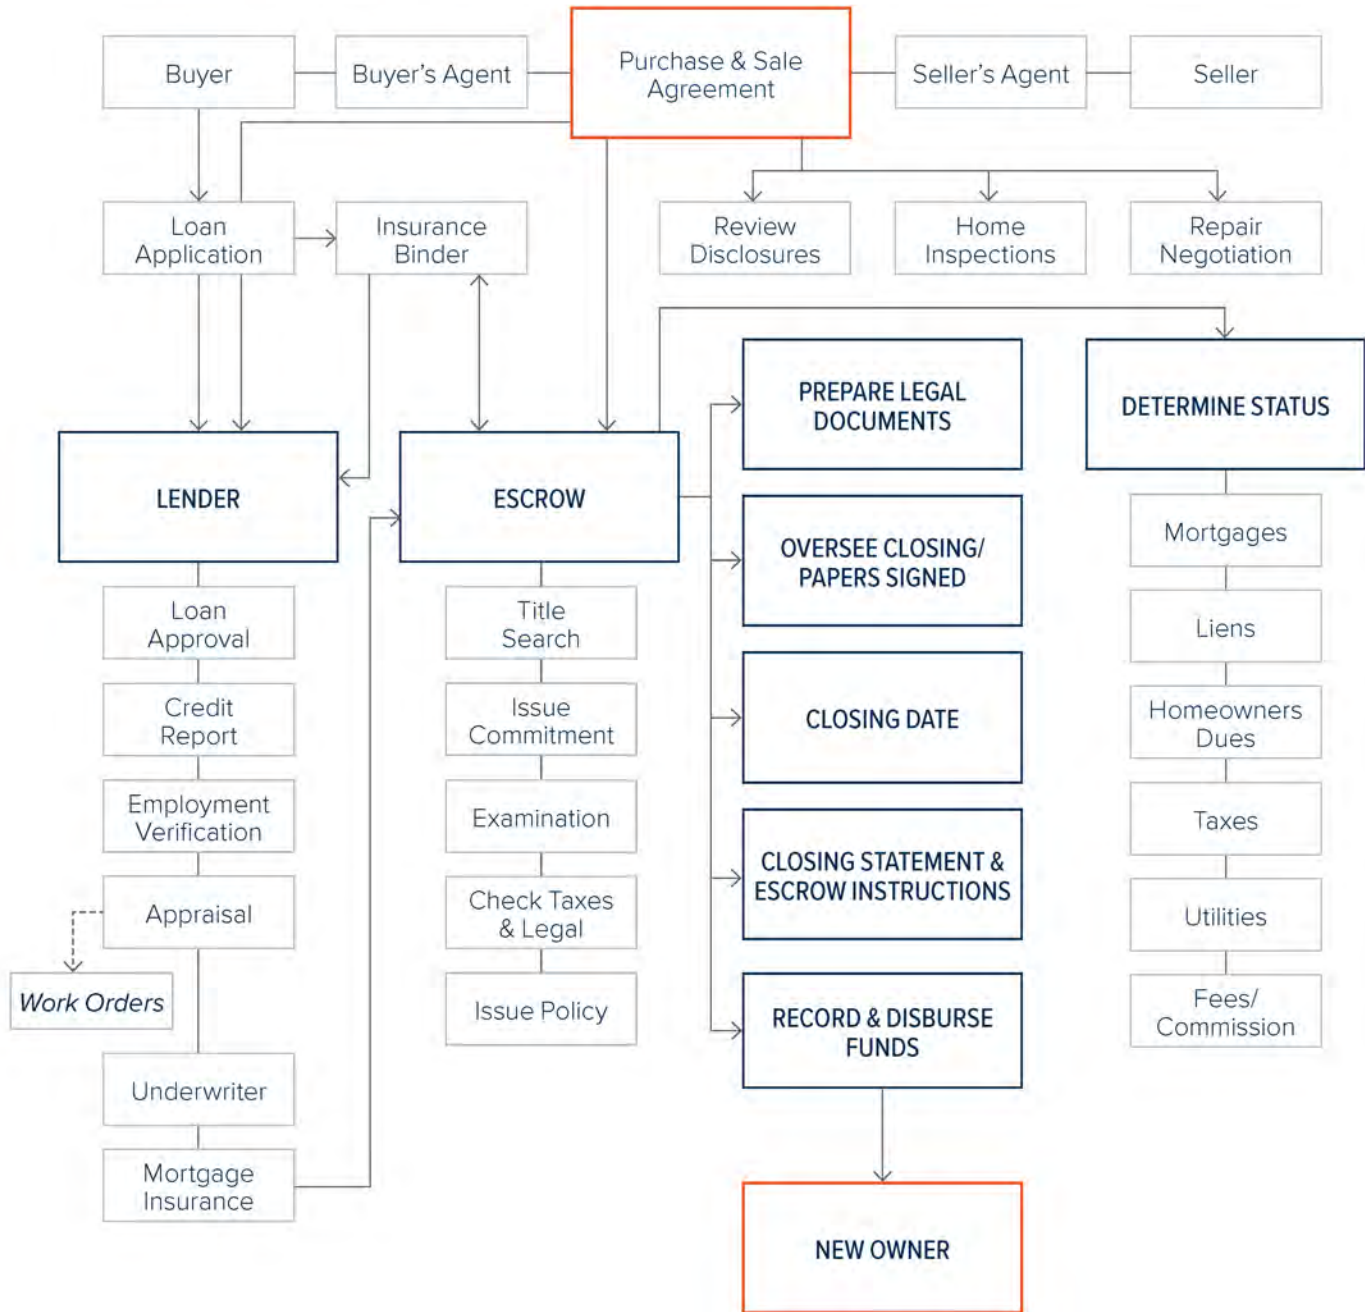 Buyer
Buyer's Agent
Purchase & Sale
Agreement
Seller's Agent
Seller
Loan
Application
Insurance
Binder
Review
Disclosures
Home
Inspections
Repair
Negotiation
LENDER
ESCROW
PREPARE LEGAL
DOCUMENTS
DETERMINE STATUS
Loan
Approval
Credit
Report
Employment
Verification
Appraisal
Work Orders
Underwriter
Mortgage
Insurance
Title
Search
Issue
Commitment
Examination
Check Taxes
& Legal
Issue Policy
OVERSEE CLOSING/
PAPERS SIGNED
CLOSING DATE
CLOSING STATEMENT &
ESCROW INSTRUCTIONS
RECORD & DISBURSE
FUNDS
NEW OWNER
Mortgages
Liens
Homeowners
Dues
Taxes
Utilities
Fees/
Commission